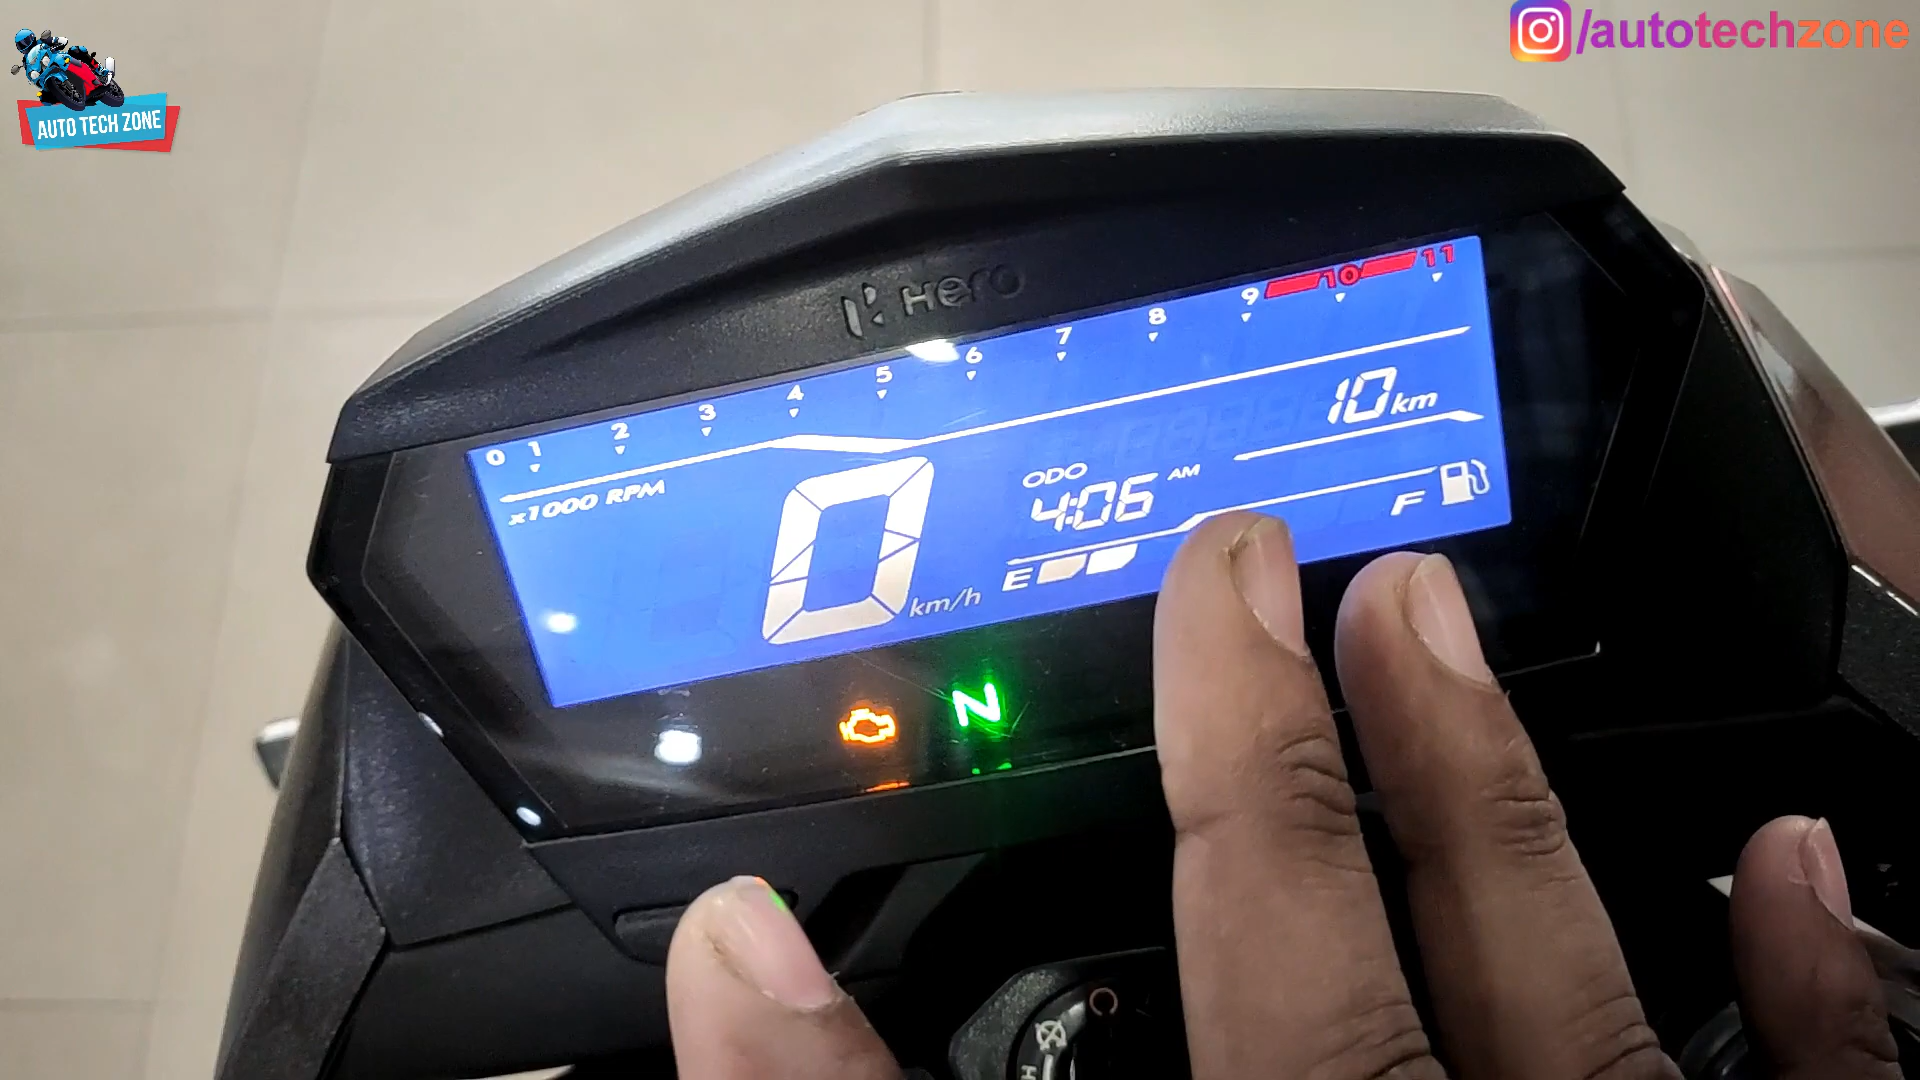 AUTO TECH ZONE
/autotechzone
Hero
0 1 2 3 4 5 6 7 8 9 10 11
x1000 RPM
10 km
ODO
4:06 AM
0 km/h
E F
N